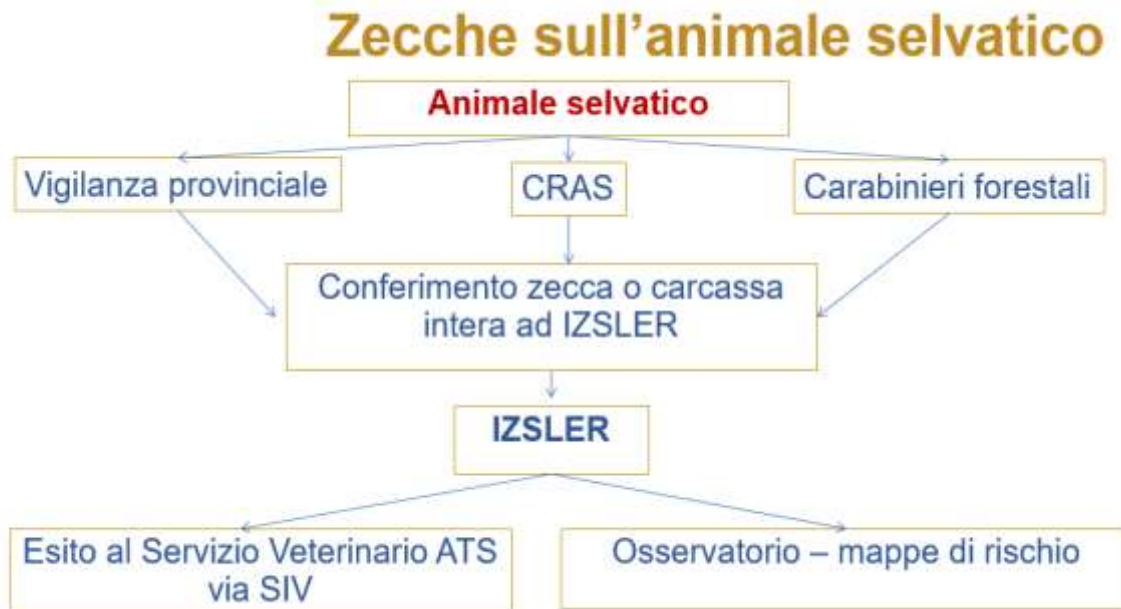 Zecche sull’animale selvatico
Animale selvatico
Vigilanza provinciale
CRAS
Carabinieri forestali
Conferimento zecca o carcassa
intera ad IZSLER
IZSLER
Esito al Servizio Veterinario ATS
via SIV
Osservatorio – mappe di rischio